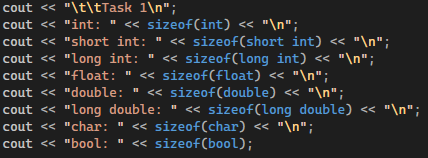 cout << "\t\tTask 1\n";
cout << "int: " << sizeof(int) << "\n";
cout << "short int: " << sizeof(short int) << "\n";
cout << "long int: " << sizeof(long int) << "\n";
cout << "float: " << sizeof(float) << "\n";
cout << "double: " << sizeof(double) << "\n";
cout << "long double: " << sizeof(long double) << "\n";
cout << "char: " << sizeof(char) << "\n";
cout << "bool: " << sizeof(bool);